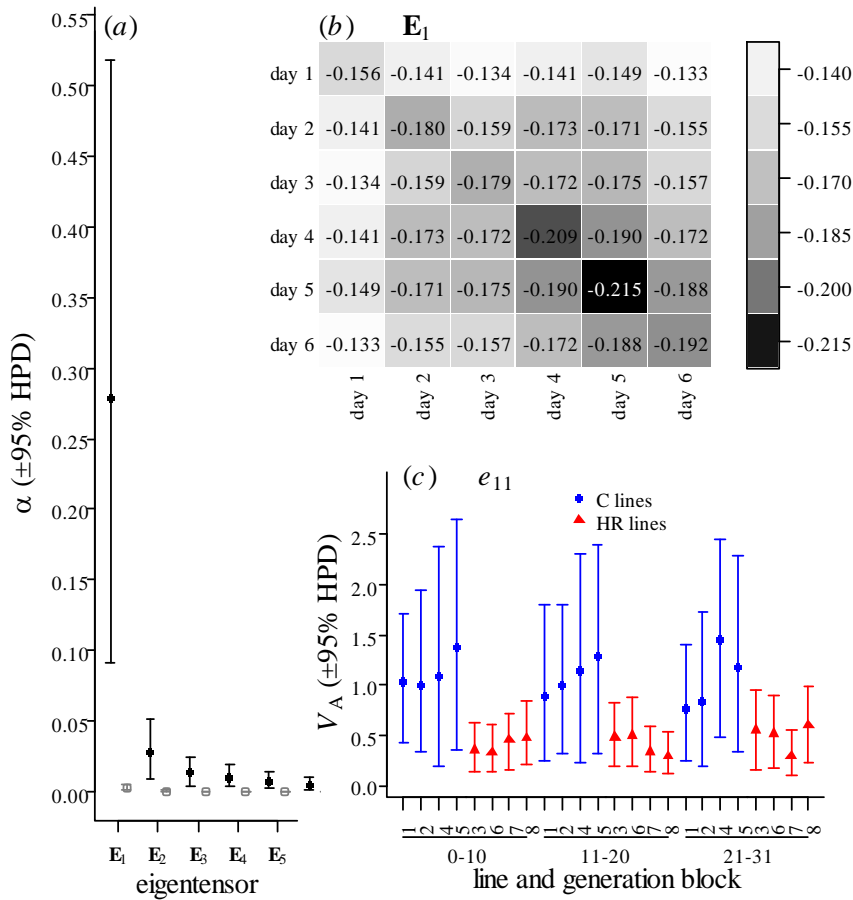 (a)
0.55
0.50
0.45
0.40
0.35
0.30
0.25
0.20
0.15
0.10
0.05
0.00
α (±95% HPD)
E1 E2 E3 E4 E5
eigentensor
(b) E1
day 1 -0.156 -0.141 -0.134 -0.141 -0.149 -0.133
day 2 -0.141 -0.180 -0.159 -0.173 -0.171 -0.155
day 3 -0.134 -0.159 -0.179 -0.172 -0.175 -0.157
day 4 -0.141 -0.173 -0.172 -0.209 -0.190 -0.172
day 5 -0.149 -0.171 -0.175 -0.190 -0.215 -0.188
day 6 -0.133 -0.155 -0.157 -0.172 -0.188 -0.192
day 1 day 2 day 3 day 4 day 5 day 6
-0.140
-0.155
-0.170
-0.185
-0.200
-0.215
(c) e11
C lines
HR lines
2.5
2.0
1.5
1.0
0.5
0.0
VA (±95% HPD)
1 2 4 5 3 6 7 8 1 2 4 5 3 6 7 8 1 2 4 5 3 6 7 8
0-10 11-20 21-31
line and generation block